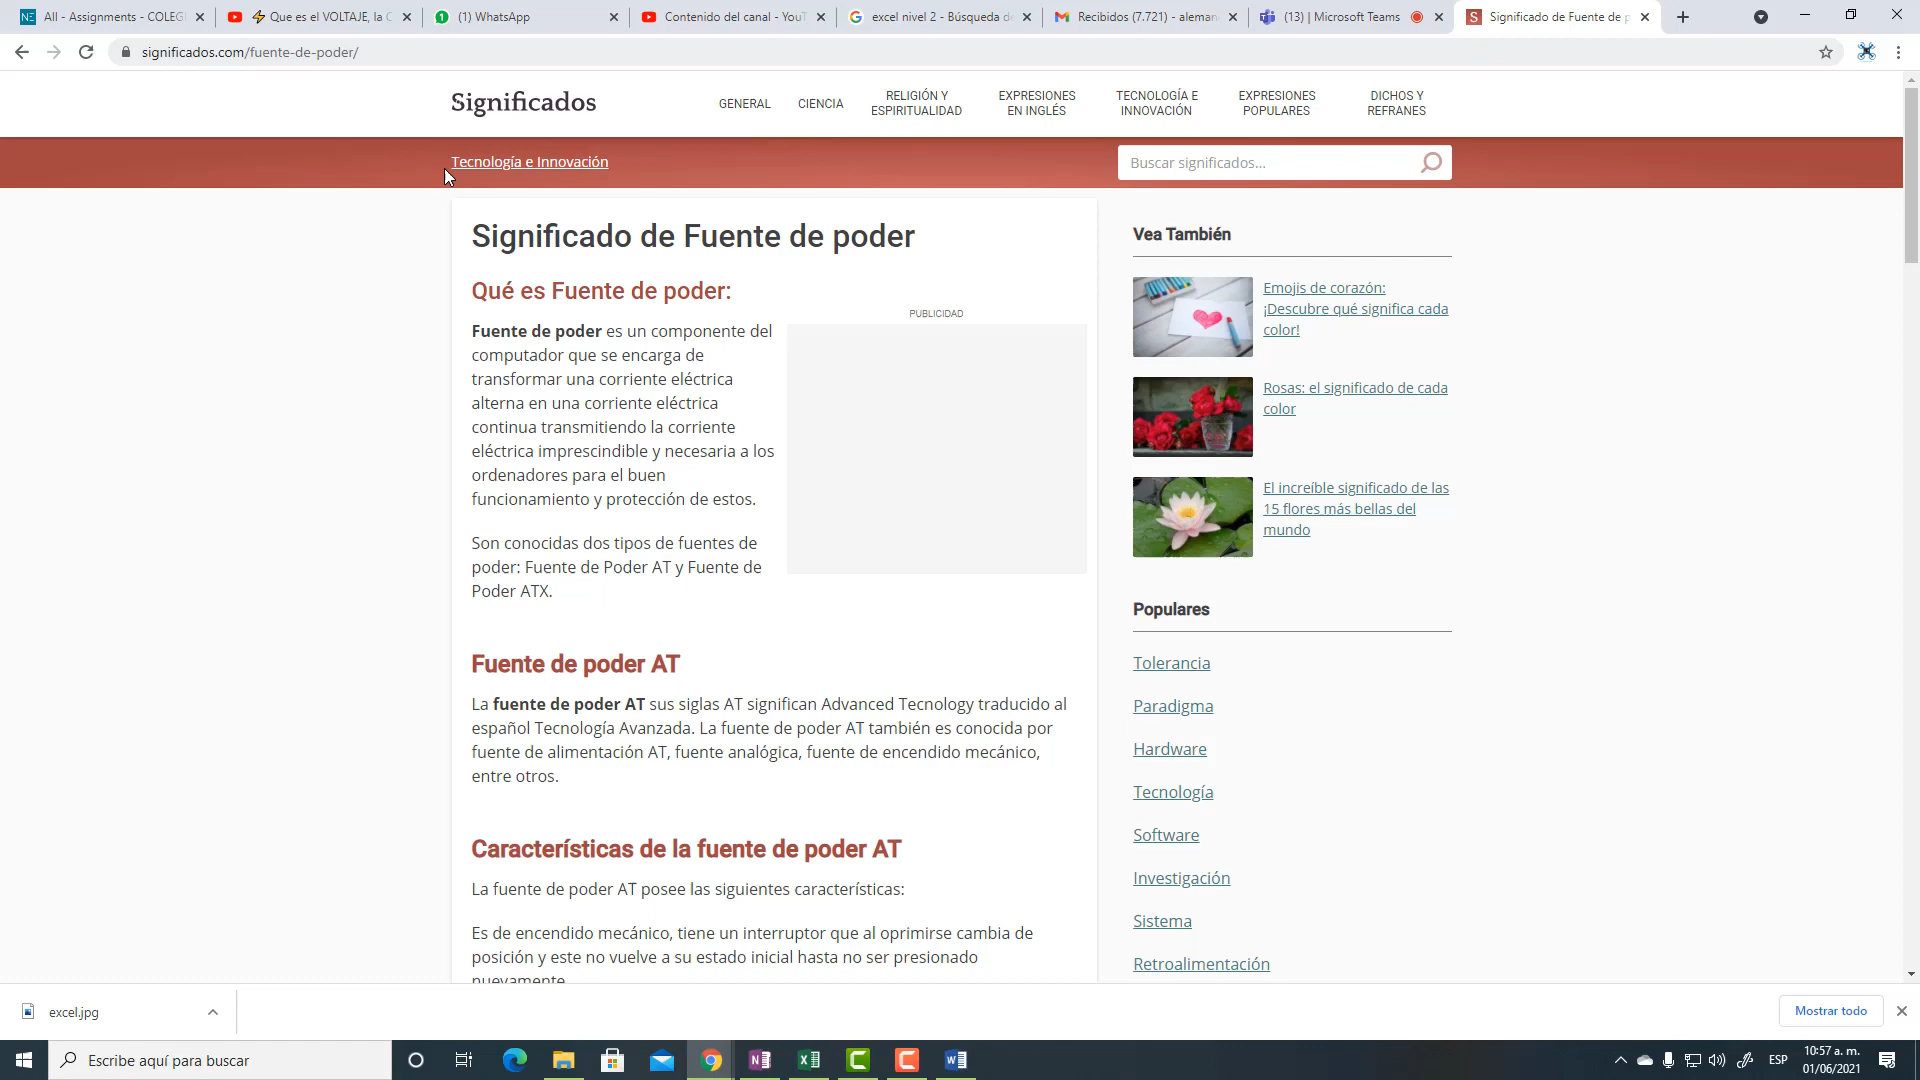 All - Assignments - COLEG
Que es el VOLTAJE, la C
(1) WhatsApp
Contenido del canal - YouT
excel nivel 2 - Búsqueda de
Recibidos (7.721) - aleman
(13) | Microsoft Teams
Significado de Fuente de p
significados.com/fuente-de-poder/
Significados
GENERAL
CIENCIA
RELIGIÓN Y
ESPIRITUALIDAD
EXPRESIONES
EN INGLÉS
TECNOLOGÍA E
INNOVACIÓN
EXPRESIONES
POPULARES
DICHOS Y
REFRANES
Tecnología e Innovación
Buscar significados...
Significado de Fuente de poder
Qué es Fuente de poder:
PUBLICIDAD
Fuente de poder es un componente del
computador que se encarga de
transformar una corriente eléctrica
alterna en una corriente eléctrica
continua transmitiendo la corriente
eléctrica imprescindible y necesaria a los
ordenadores para el buen
funcionamiento y protección de estos.
Son conocidas dos tipos de fuentes de
poder: Fuente de Poder AT y Fuente de
Poder ATX.
Fuente de poder AT
La fuente de poder AT sus siglas AT significan Advanced Tecnology traducido al
español Tecnología Avanzada. La fuente de poder AT también es conocida por
fuente de alimentación AT, fuente analógica, fuente de encendido mecánico,
entre otros.
Características de la fuente de poder AT
La fuente de poder AT posee las siguientes características:
Es de encendido mecánico, tiene un interruptor que al oprimirse cambia de
posición y este no vuelve a su estado inicial hasta no ser presionado
nuevamente
Vea También
Emojis de corazón:
¡Descubre qué significa cada
color!
Rosas: el significado de cada
color
El increíble significado de las
15 flores más bellas del
mundo
Populares
Tolerancia
Paradigma
Hardware
Tecnología
Software
Investigación
Sistema
Retroalimentación
excel.jpg
Mostrar todo
Escribe aquí para buscar
ESP
10:57 a. m.
01/06/2021